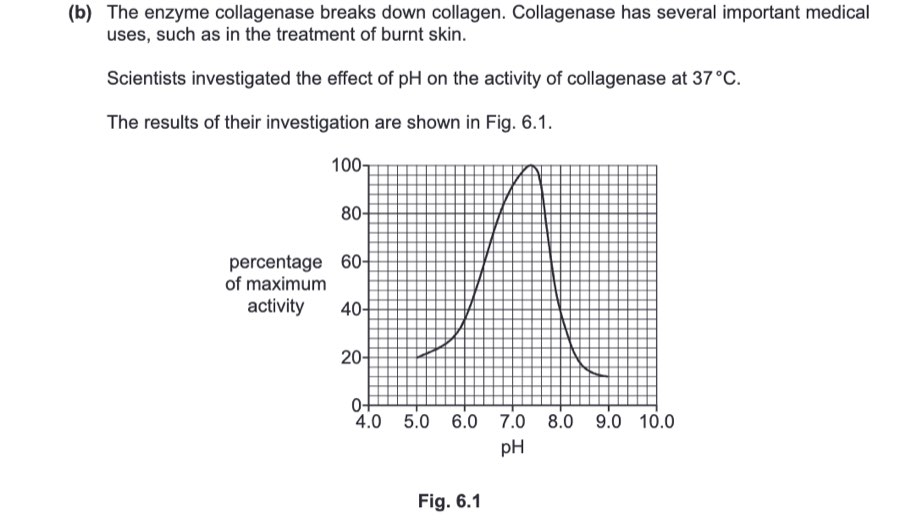 (b) The enzyme collagenase breaks down collagen. Collagenase has several important medical
uses, such as in the treatment of burnt skin.
Scientists investigated the effect of pH on the activity of collagenase at 37 °C.
The results of their investigation are shown in Fig. 6.1.
100
80
percentage 60
of maximum
activity 40
20
0
4.0 5.0 6.0 7.0 8.0 9.0 10.0
pH
Fig. 6.1